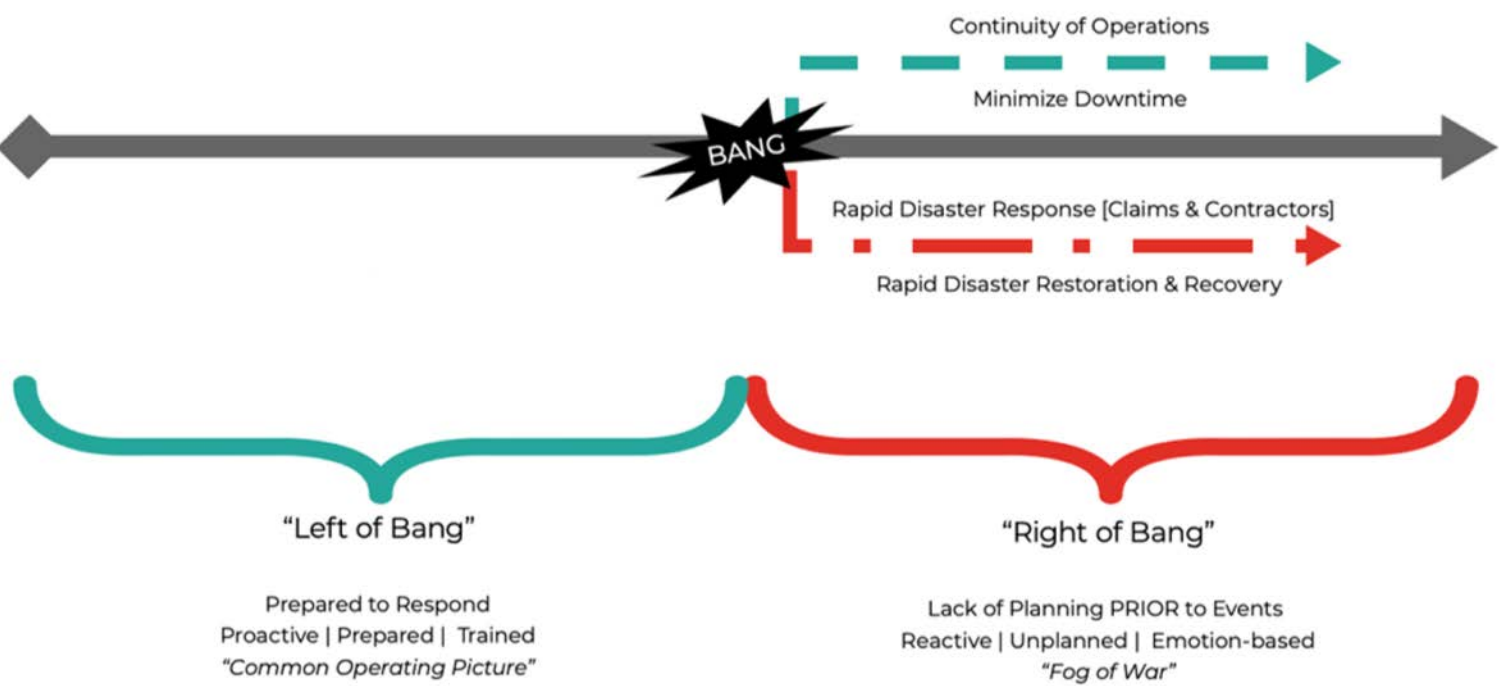 Continuity of Operations
Minimize Downtime
BANG
Rapid Disaster Response [Claims & Contractors]
Rapid Disaster Restoration & Recovery
“Left of Bang”
Prepared to Respond
Proactive | Prepared | Trained
“Common Operating Picture”
“Right of Bang”
Lack of Planning PRIOR to Events
Reactive | Unplanned | Emotion-based
“Fog of War”